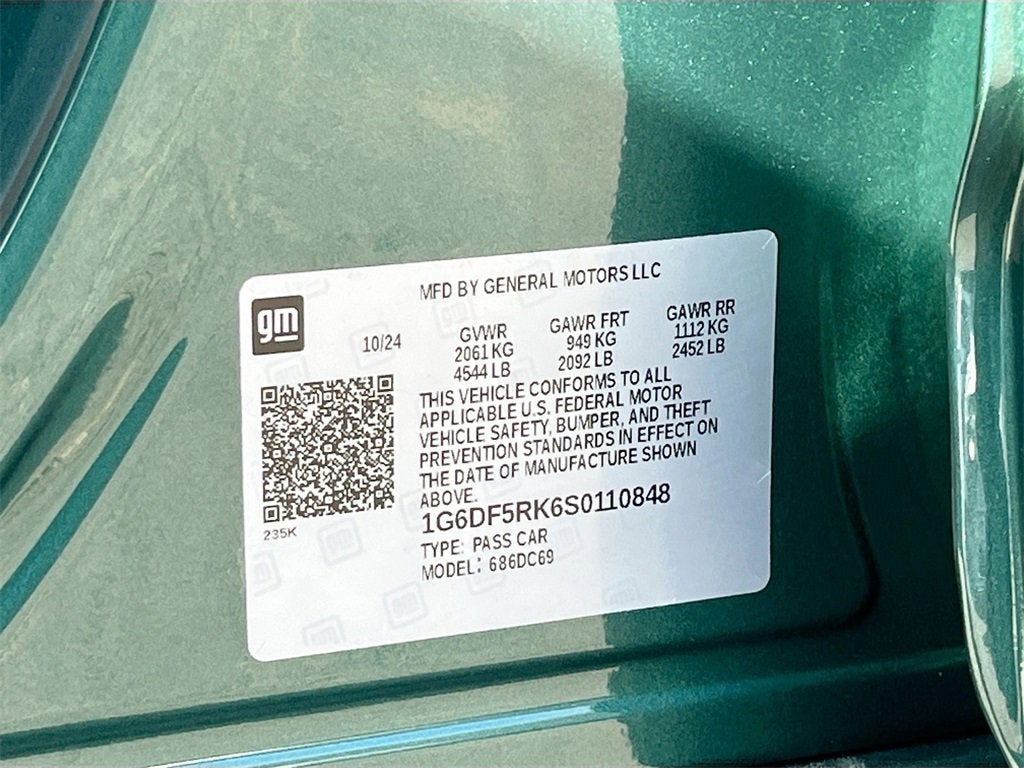 MFD BY GENERAL MOTORS LLC
gm
10/24
GVWR GAWR FRT GAWR RR
2061 KG 949 KG 1112 KG
4544 LB 2092 LB 2452 LB
THIS VEHICLE CONFORMS TO ALL
APPLICABLE U.S. FEDERAL MOTOR
VEHICLE SAFETY, BUMPER, AND THEFT
PREVENTION STANDARDS IN EFFECT ON
THE DATE OF MANUFACTURE SHOWN
ABOVE.
1G6DF5RK6S0110848
235K
TYPE: PASS CAR
MODEL: 686DC69